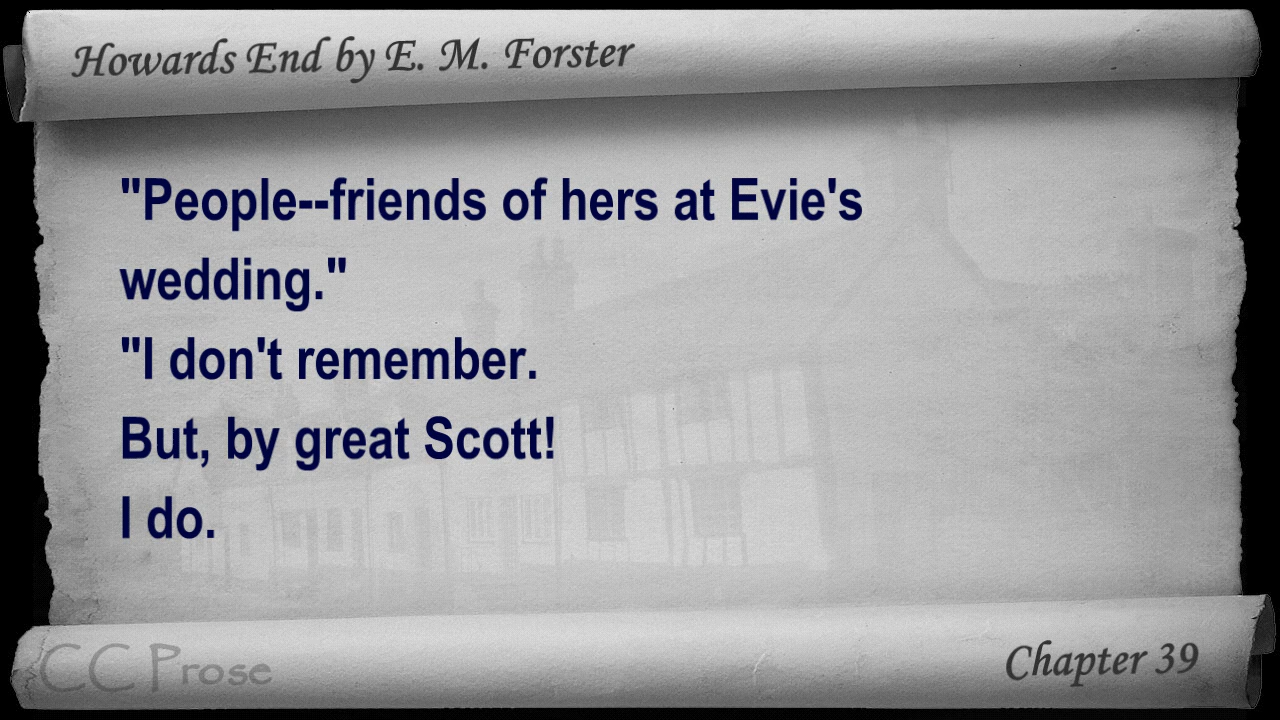 Howards End by E. M. Forster
"People--friends of hers at Evie's
wedding."
"I don't remember.
But, by great Scott!
I do.
CC Prose
Chapter 39